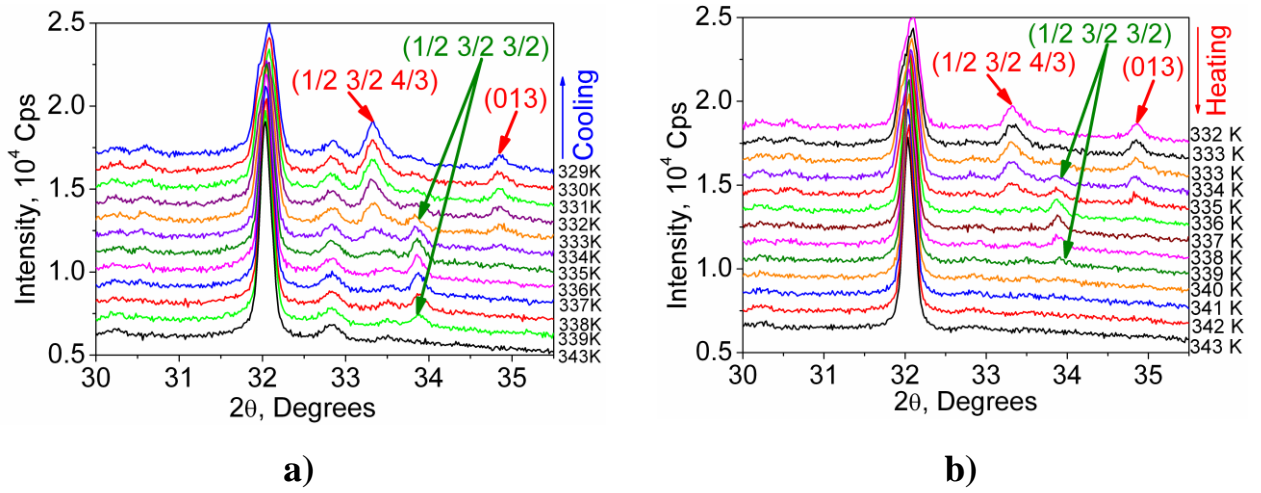 2.5
2.0
1.5
1.0
0.5
30 31 32 33 34 35
Intensity, 10⁴ Cps
2θ, Degrees
(1/2 3/2 3/2)
(1/2 3/2 4/3)
(013)
Cooling
329K
330K
331K
332K
333K
334K
335K
336K
337K
338K
339K
343K
a)
2.5
2.0
1.5
1.0
0.5
30 31 32 33 34 35
Intensity, 10⁴ Cps
2θ, Degrees
(1/2 3/2 3/2)
(1/2 3/2 4/3)
(013)
Heating
332 K
333 K
333 K
334 K
335 K
336 K
337 K
338 K
339 K
340 K
341 K
342 K
343 K
b)